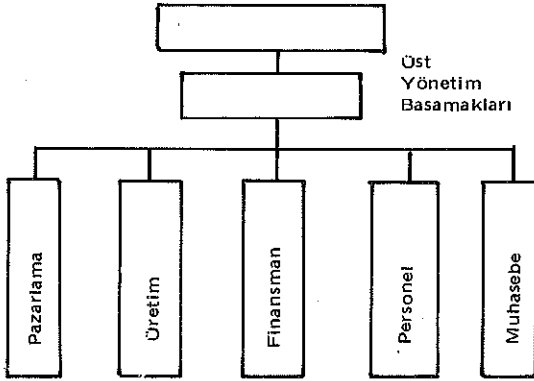 Üst
Yönetim
Basamakları
Pazarlama
Üretim
Finansman
Personel
Muhasebe